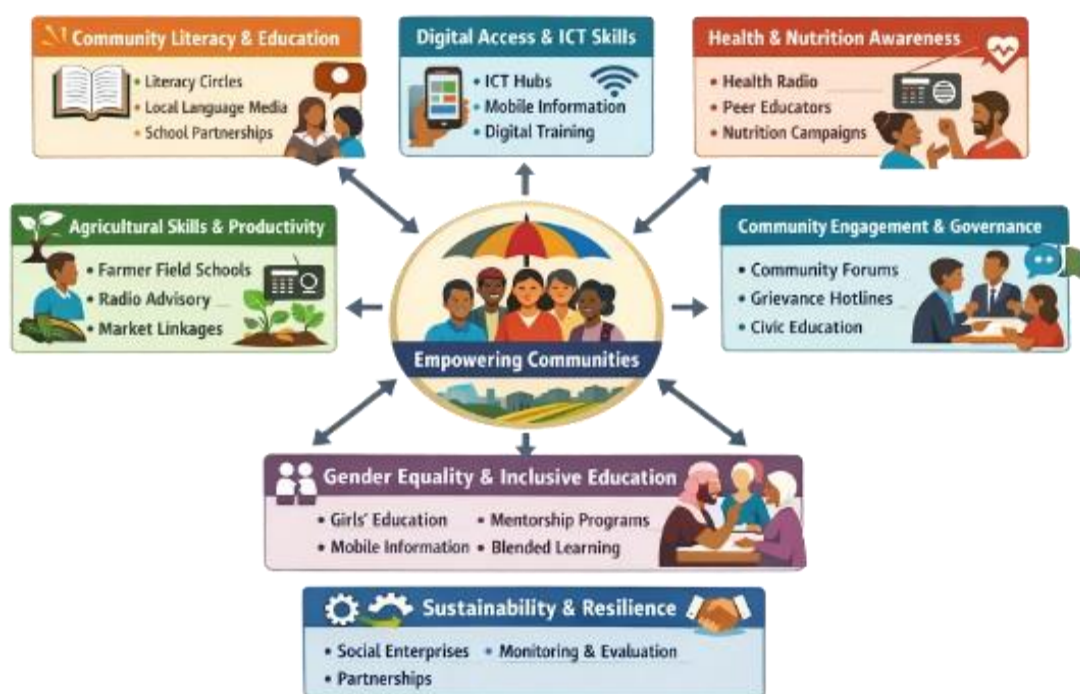 Community Literacy & Education
• Literacy Circles
• Local Language Media
• School Partnerships
Digital Access & ICT Skills
• ICT Hubs
• Mobile Information
• Digital Training
Health & Nutrition Awareness
• Health Radio
• Peer Educators
• Nutrition Campaigns
Agricultural Skills & Productivity
• Farmer Field Schools
• Radio Advisory
• Market Linkages
Empowering Communities
Community Engagement & Governance
• Community Forums
• Grievance Hotlines
• Civic Education
Gender Equality & Inclusive Education
• Girls' Education • Mentorship Programs
• Mobile Information • Blended Learning
Sustainability & Resilience
• Social Enterprises • Monitoring & Evaluation
• Partnerships